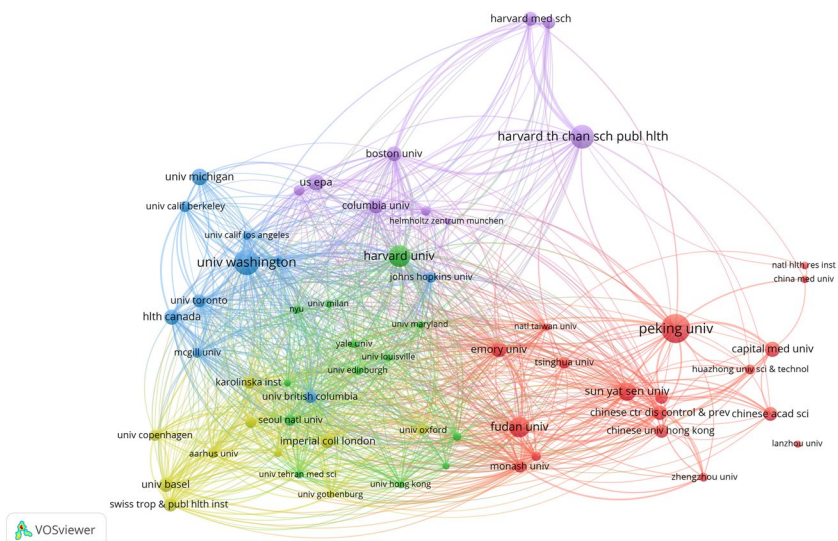 harvard med sch
harvard th chan sch publ hlth
boston univ
univ michigan
us epa
univ calif berkeley
columbia univ
helmholtz zentrum munchen
univ calif los angeles
univ washington
harvard univ
natl hlth res inst
johns hopkins univ
china med univ
univ toronto
nyu
univ milan
hlth canada
univ maryland
natl taiwan univ
peking univ
yale univ
emory univ
capital med univ
mcgill univ
univ louisville
tsinghua univ
univ edinburgh
huazhong univ sci & technol
karolinska inst
univ british columbia
sun yat sen univ
chinese ctr dis control & prev
chinese acad sci
seoul natl univ
fudan univ
univ oxford
chinese univ hong kong
univ copenhagen
imperial coll london
lanzhou univ
aarhus univ
monash univ
univ tehran med sci
zhengzhou univ
univ basel
univ hong kong
univ gothenburg
swiss trop & publ hlth inst
VOSviewer